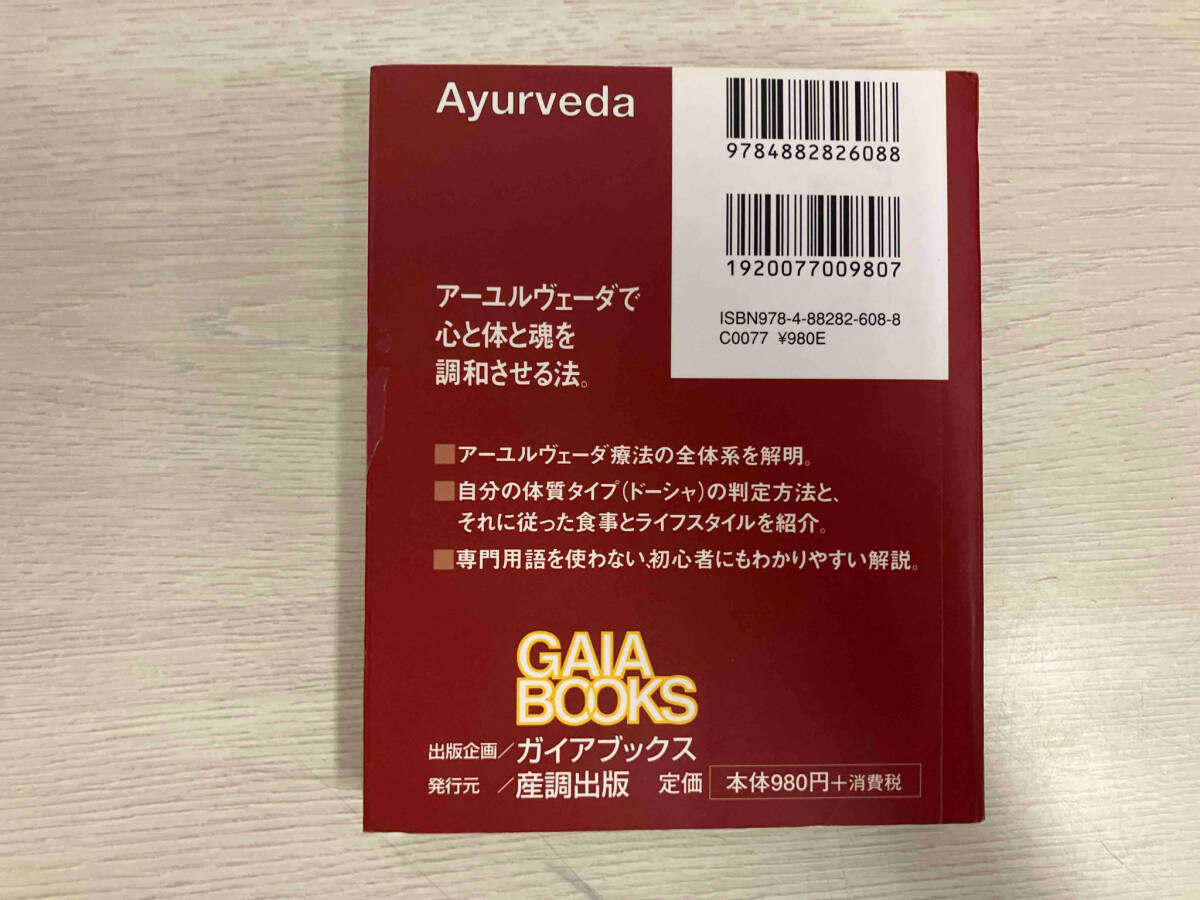 Ayurveda
9784882826088
1920077009807
ISBN978-4-88282-608-8
C0077 ¥980E
アーユルヴェーダで
心と体と魂を
調和させる法。
■アーユルヴェーダ療法の全体系を解明。
■自分の体質タイプ(ドーシャ)の判定方法と、
それに従った食事とライフスタイルを紹介。
■専門用語を使わない、初心者にもわかりやすい解説。
GAIA
BOOKS
出版企画/ガイアブックス
発行元/産調出版 定価 本体980円+消費税